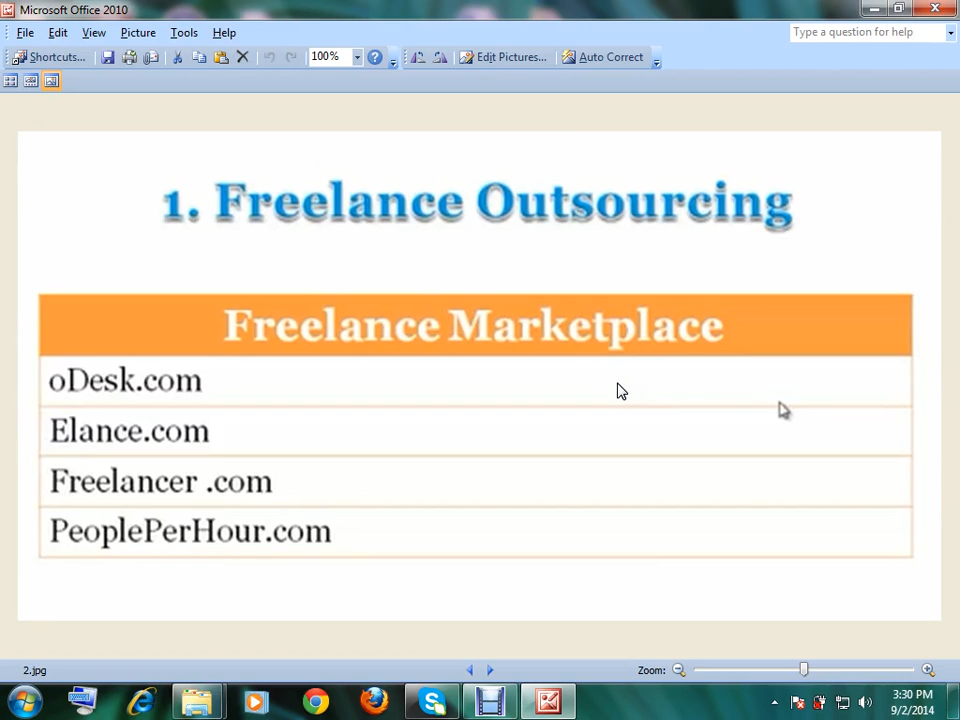 Microsoft Office 2010
File Edit View Picture Tools Help
Type a question for help
Shortcuts... 100% Edit Pictures... Auto Correct
1. Freelance Outsourcing
Freelance Marketplace
oDesk.com
Elance.com
Freelancer .com
PeoplePerHour.com
2.jpg
Zoom:
3:30 PM
9/2/2014